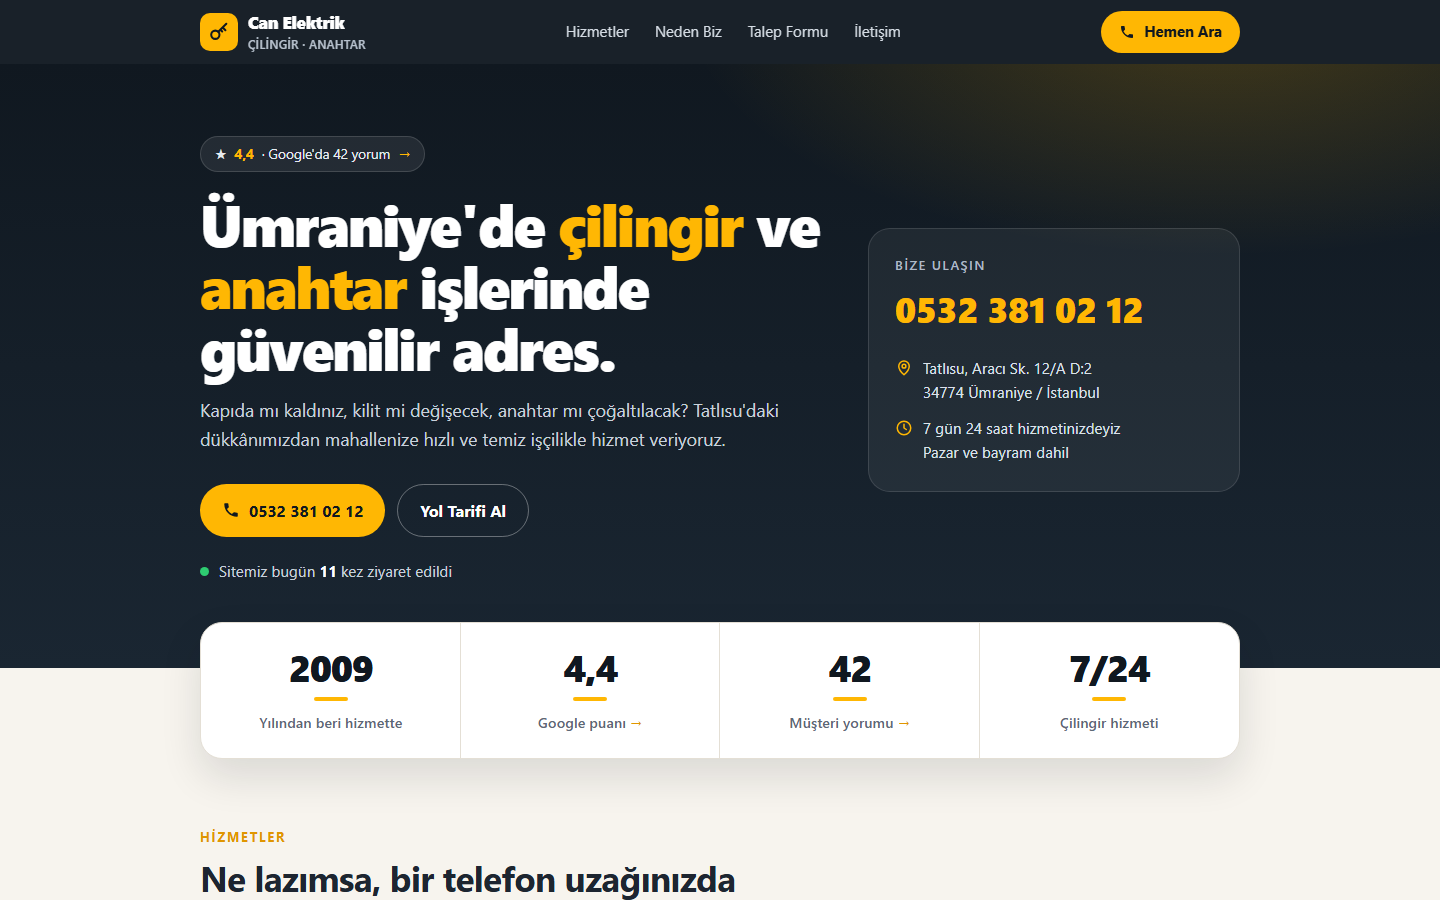 Can Elektrik
ÇİLİNGİR · ANAHTAR
Hizmetler
Neden Biz
Talep Formu
İletişim
Hemen Ara
★ 4,4 · Google'da 42 yorum →
Ümraniye'de çilingir ve
anahtar işlerinde
güvenilir adres.
Kapıda mı kaldınız, kilit mi değişecek, anahtar mı çoğaltılacak? Tatlısu'daki
dükkânımızdan mahallenize hızlı ve temiz işçilikle hizmet veriyoruz.
0532 381 02 12
Yol Tarifi Al
Sitemiz bugün 11 kez ziyaret edildi
BİZE ULAŞIN
0532 381 02 12
Tatlısu, Aracı Sk. 12/A D:2
34774 Ümraniye / İstanbul
7 gün 24 saat hizmetinizdeyiz
Pazar ve bayram dahil
2009
Yılından beri hizmette
4,4
Google puanı →
42
Müşteri yorumu →
7/24
Çilingir hizmeti
HİZMETLER
Ne lazımsa, bir telefon uzağınızda